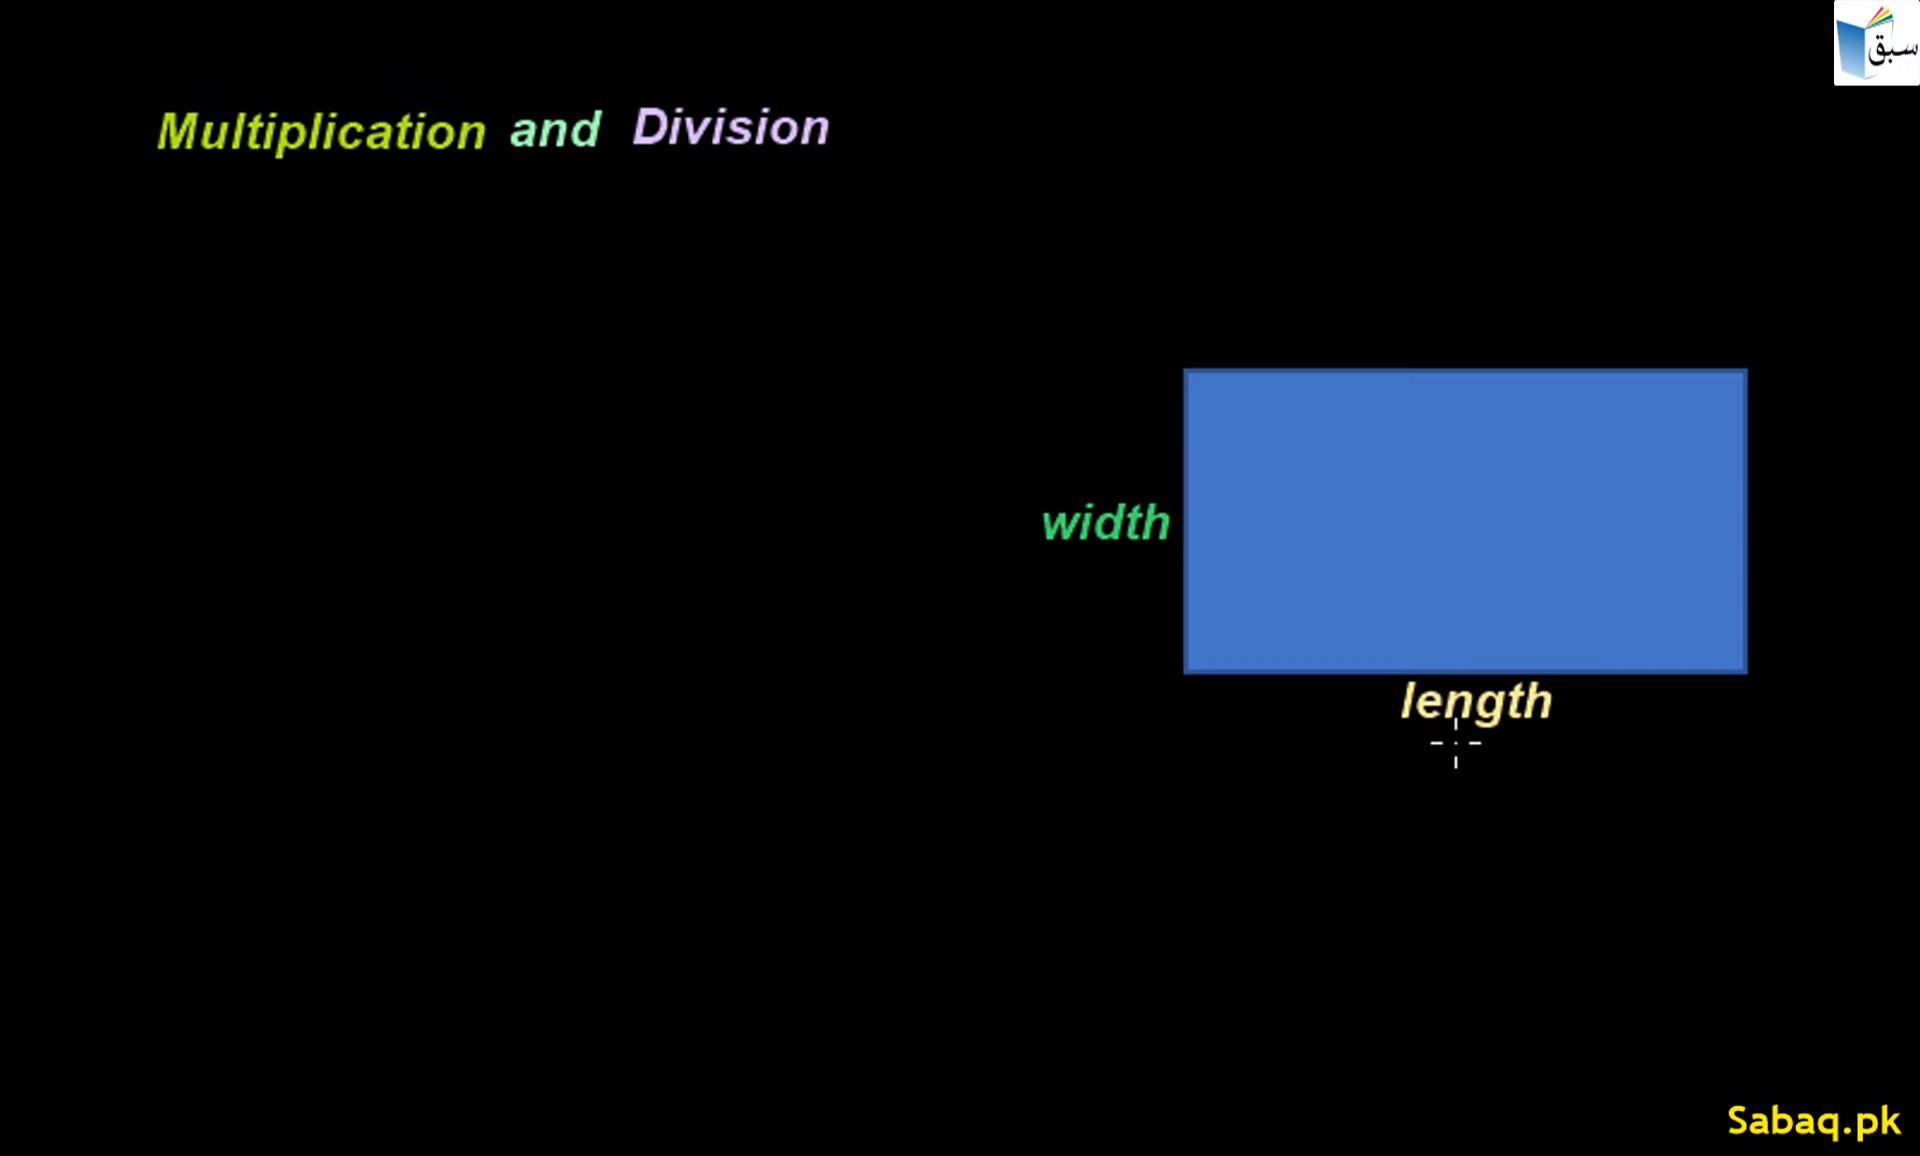 سبق
Multiplication and Division
width
length
Sabaq.pk